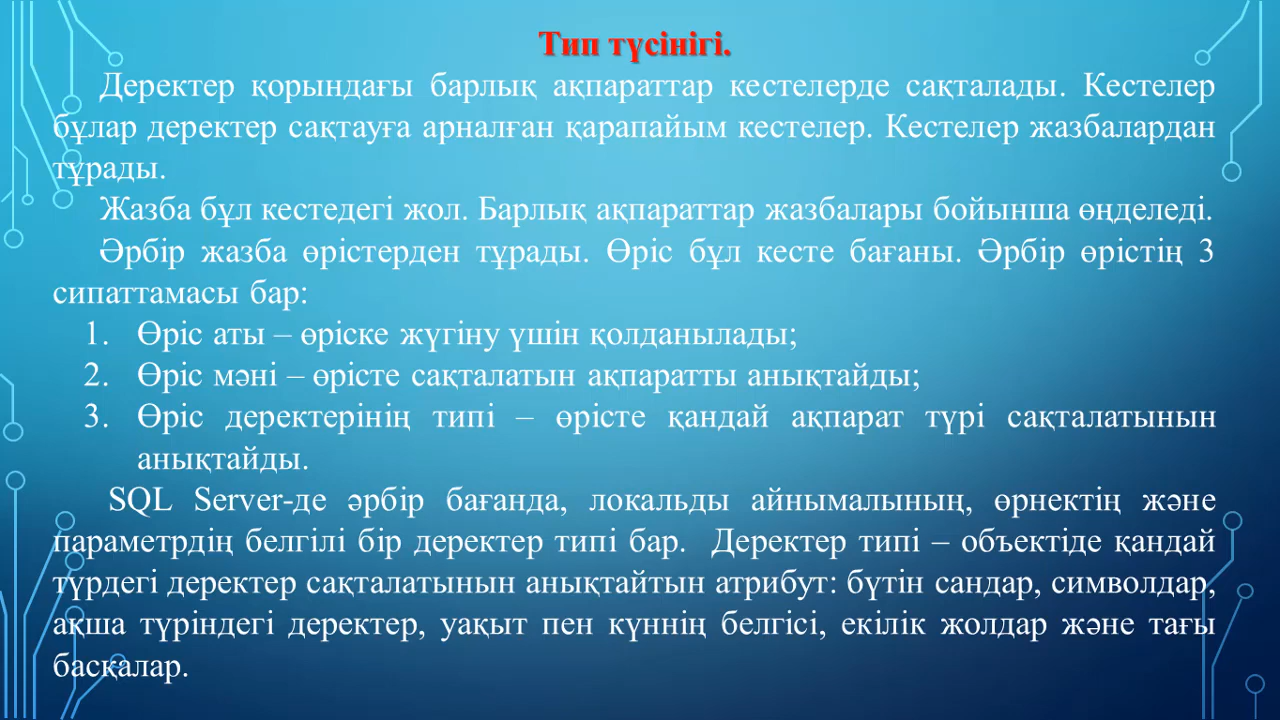 Тип түсінігі.
Деректер қорындағы барлық ақпараттар кестелерде сақталады. Кестелер
бұлар деректер сақтауға арналған қарапайым кестелер. Кестелер жазбалардан
тұрады.
Жазба бұл кестедегі жол. Барлық ақпараттар жазбалары бойынша өңделеді.
Әрбір жазба өрістерден тұрады. Өріс бұл кесте бағаны. Әрбір өрістің 3
сипаттамасы бар:
1. Өріс аты – өріске жүгіну үшін қолданылады;
2. Өріс мәні – өрісте сақталатын ақпаратты анықтайды;
3. Өріс деректерінің типі – өрісте қандай ақпарат түрі сақталатынын
анықтайды.
SQL Server-де әрбір бағанда, локальды айнымалының, өрнектің және
параметрдің белгілі бір деректер типі бар. Деректер типі – объектіде қандай
түрдегі деректер сақталатынын анықтайтын атрибут: бүтін сандар, символдар,
ақша түріндегі деректер, уақыт пен күннің белгісі, екілік жолдар және тағы
басқалар.